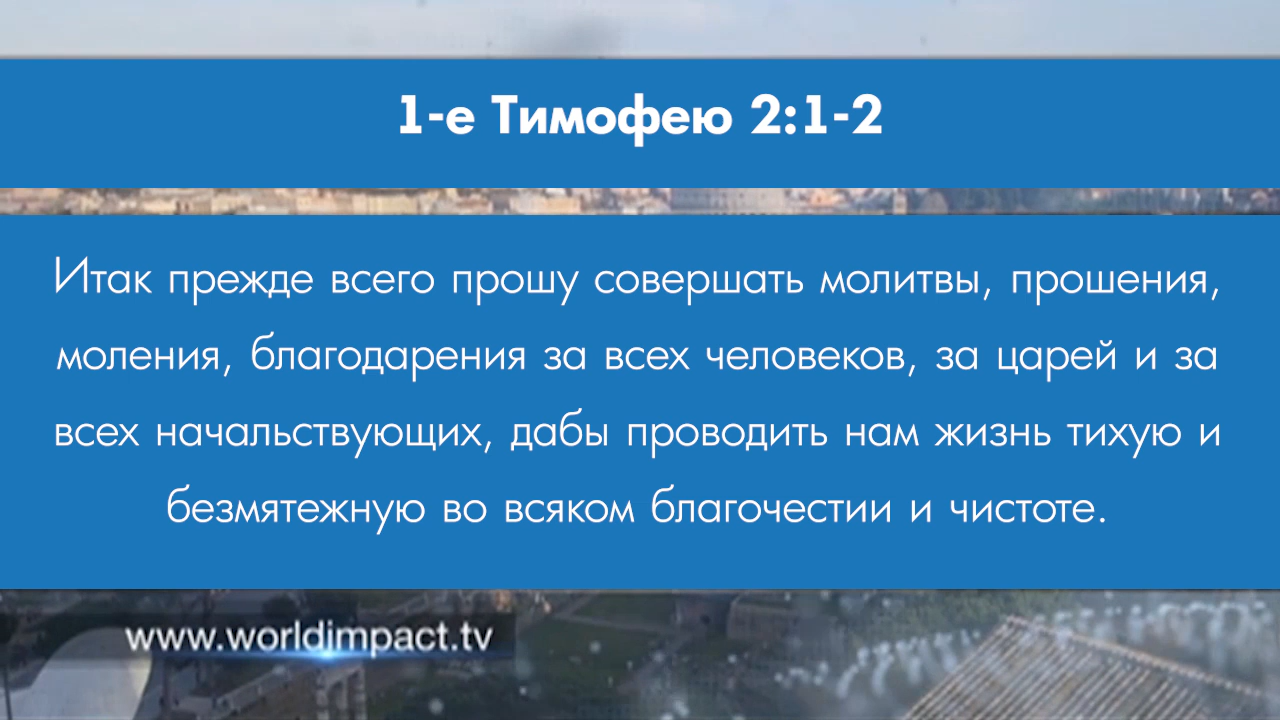 1-е Тимофею 2:1-2
Итак прежде всего прошу совершать молитвы, прошения,
моления, благодарения за всех человеков, за царей и за
всех начальствующих, дабы проводить нам жизнь тихую и
безмятежную во всяком благочестии и чистоте.
www.worldimpact.tv